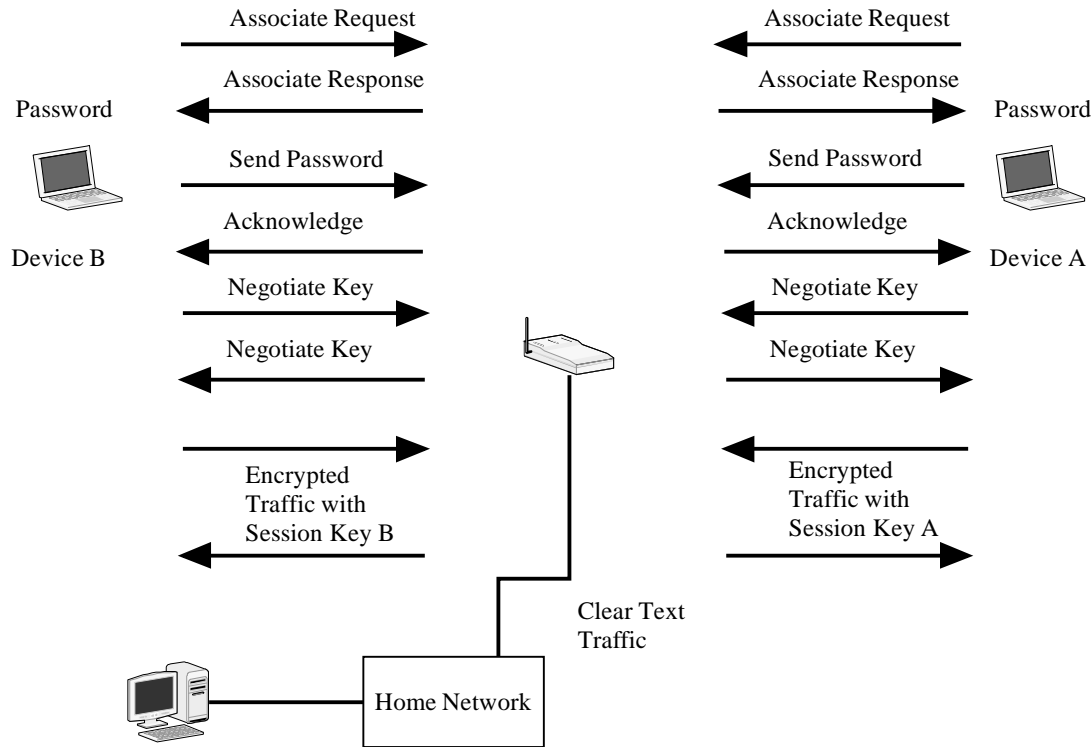 Associate Request
Associate Request
Associate Response
Associate Response
Password
Password
Send Password
Send Password
Acknowledge
Acknowledge
Device B
Device A
Negotiate Key
Negotiate Key
Negotiate Key
Negotiate Key
Encrypted
Traffic with
Session Key B
Encrypted
Traffic with
Session Key A
Clear Text
Traffic
Home Network